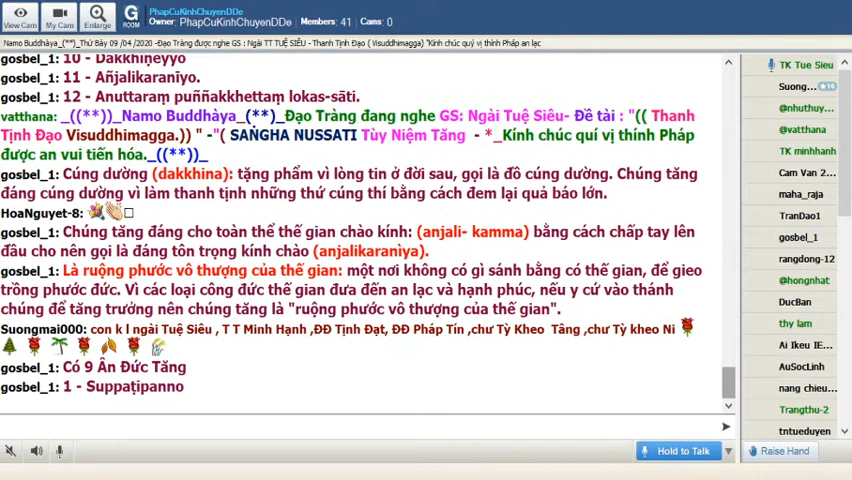 PhapCuKinhChuyenDDe
Owner: PhapCuKinhChuyenDDe Members: 41 Cams: 0
View Cam
My Cam
Enlarge
G
ROOM
Namo Buddhàya_(**)_Thứ Bảy 09 /04 /2020 -Đạo Tràng được nghe GS : Ngài TT TUỆ SIÊU - Thanh Tịnh Đạo ( Visuddhimagga) "Kính chúc quý vị thính Pháp an lạc
gosbel_1: 10 - Dakkhiṇeyyo
gosbel_1: 11 - Añjalikaraṇīyo.
gosbel_1: 12 - Anuttaraṃ puññakkhettaṃ lokas-sāti.
vatthana: _((**))_Namo Buddhàya_(**)_Đạo Tràng đang nghe GS: Ngài Tuệ Siêu- Đề tài : "(( Thanh
Tịnh Đạo Visuddhimagga.)) " -"( SAṄGHA NUSSATI Tùy Niệm Tăng - *_Kính chúc quí vị thính Pháp
được an vui tiến hóa._((**))_
gosbel_1: Cúng dường (dakkhina): tặng phẩm vì lòng tin ở đời sau, gọi là đồ cúng dường. Chúng tăng
đáng cúng dường vì làm thanh tịnh những thứ cúng thí bằng cách đem lại quả báo lớn.
HoaNguyet-8:
gosbel_1: Chúng tăng đáng cho toàn thể thế gian chào kính: (anjali- kamma) bằng cách chấp tay lên
đầu cho nên gọi là đáng tôn trọng kính chào (anjalikaranìya).
gosbel_1: Là ruộng phước vô thượng của thế gian: một nơi không có gì sánh bằng có thế gian, để gieo
trồng phước đức. Vì các loại công đức thế gian đưa đến an lạc và hạnh phúc, nếu y cứ vào thánh
chúng để tăng trưởng nên chúng tăng là "ruộng phước vô thượng của thế gian".
Suongmai000: con k l ngài Tuệ Siêu , T T Minh Hạnh ,ĐĐ Tịnh Đạt, ĐĐ Pháp Tín ,chư Tỳ Kheo Tăng ,chư Tỳ kheo Ni
gosbel_1: Có 9 Ân Đức Tăng
gosbel_1: 1 - Suppaṭipanno
Hold to Talk
TK Tue Sieu
Suong...
@nhuthuy...
@vatthana
TK minhhanh
Cam Van 2...
maha_raja
TranDao1
gosbel_1
rangdong-12
@hongnhat
DucBan
thy lam
Ai Ikeu IE...
AuSocLinh
nang chieu...
Trangthu-2
tntueduyen
Raise Hand